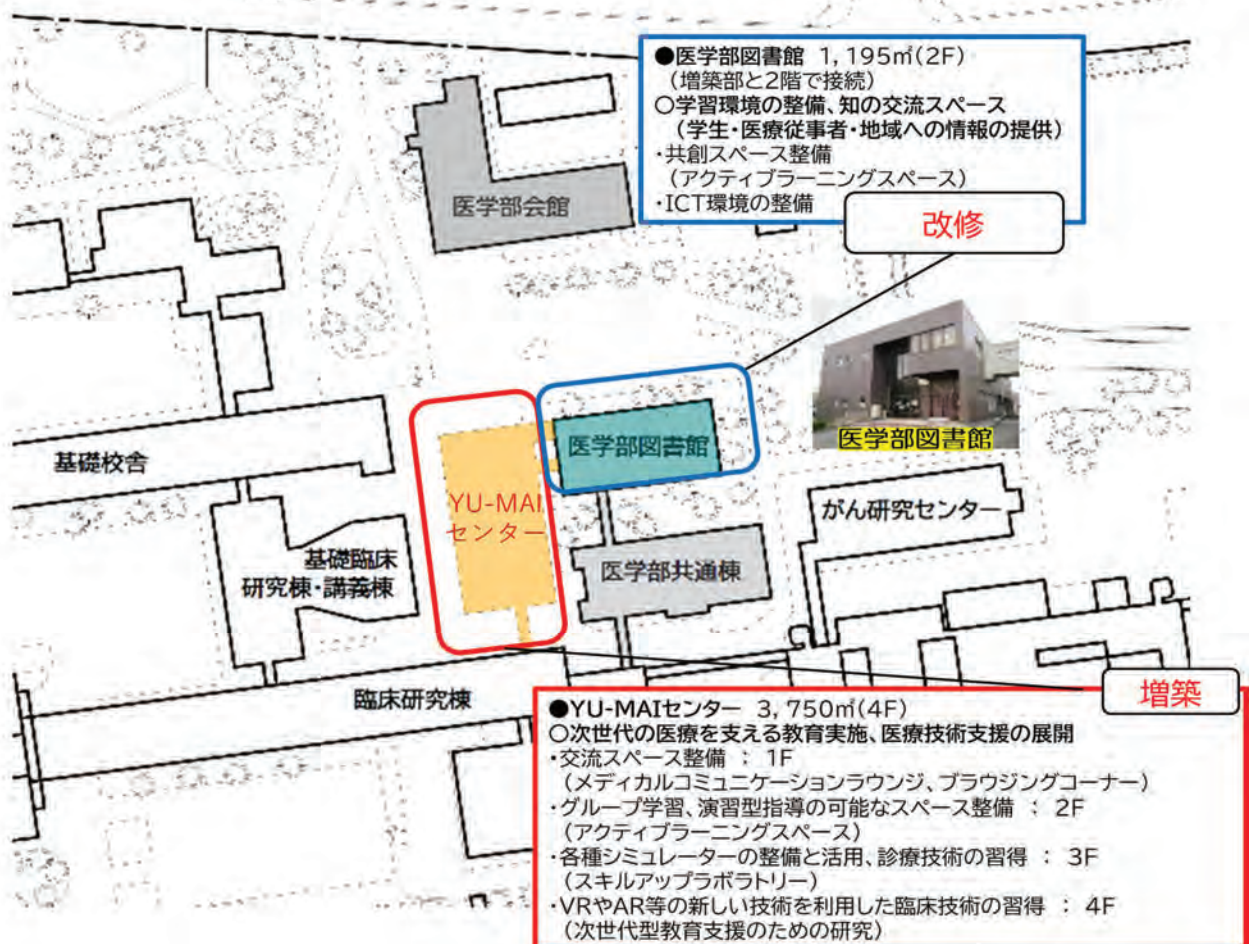 ●医学部図書館 1,195㎡(2F)
(増築部と2階で接続)
○学習環境の整備、知の交流スペース
(学生・医療従事者・地域への情報の提供)
・共創スペース整備
(アクティブラーニングスペース)
・ICT環境の整備
改修
医学部会館
医学部図書館
医学部図書館
基礎校舎
YU-MAI
センター
がん研究センター
基礎臨床
研究棟・講義棟
医学部共通棟
臨床研究棟
増築
●YU-MAIセンター 3,750㎡(4F)
○次世代の医療を支える教育実施、医療技術支援の展開
・交流スペース整備 : 1F
(メディカルコミュニケーションラウンジ、ブラウジングコーナー)
・グループ学習、演習型指導の可能なスペース整備 : 2F
(アクティブラーニングスペース)
・各種シミュレーターの整備と活用、診療技術の習得 : 3F
(スキルアップラボラトリー)
・VRやAR等の新しい技術を利用した臨床技術の習得 : 4F
(次世代型教育支援のための研究)